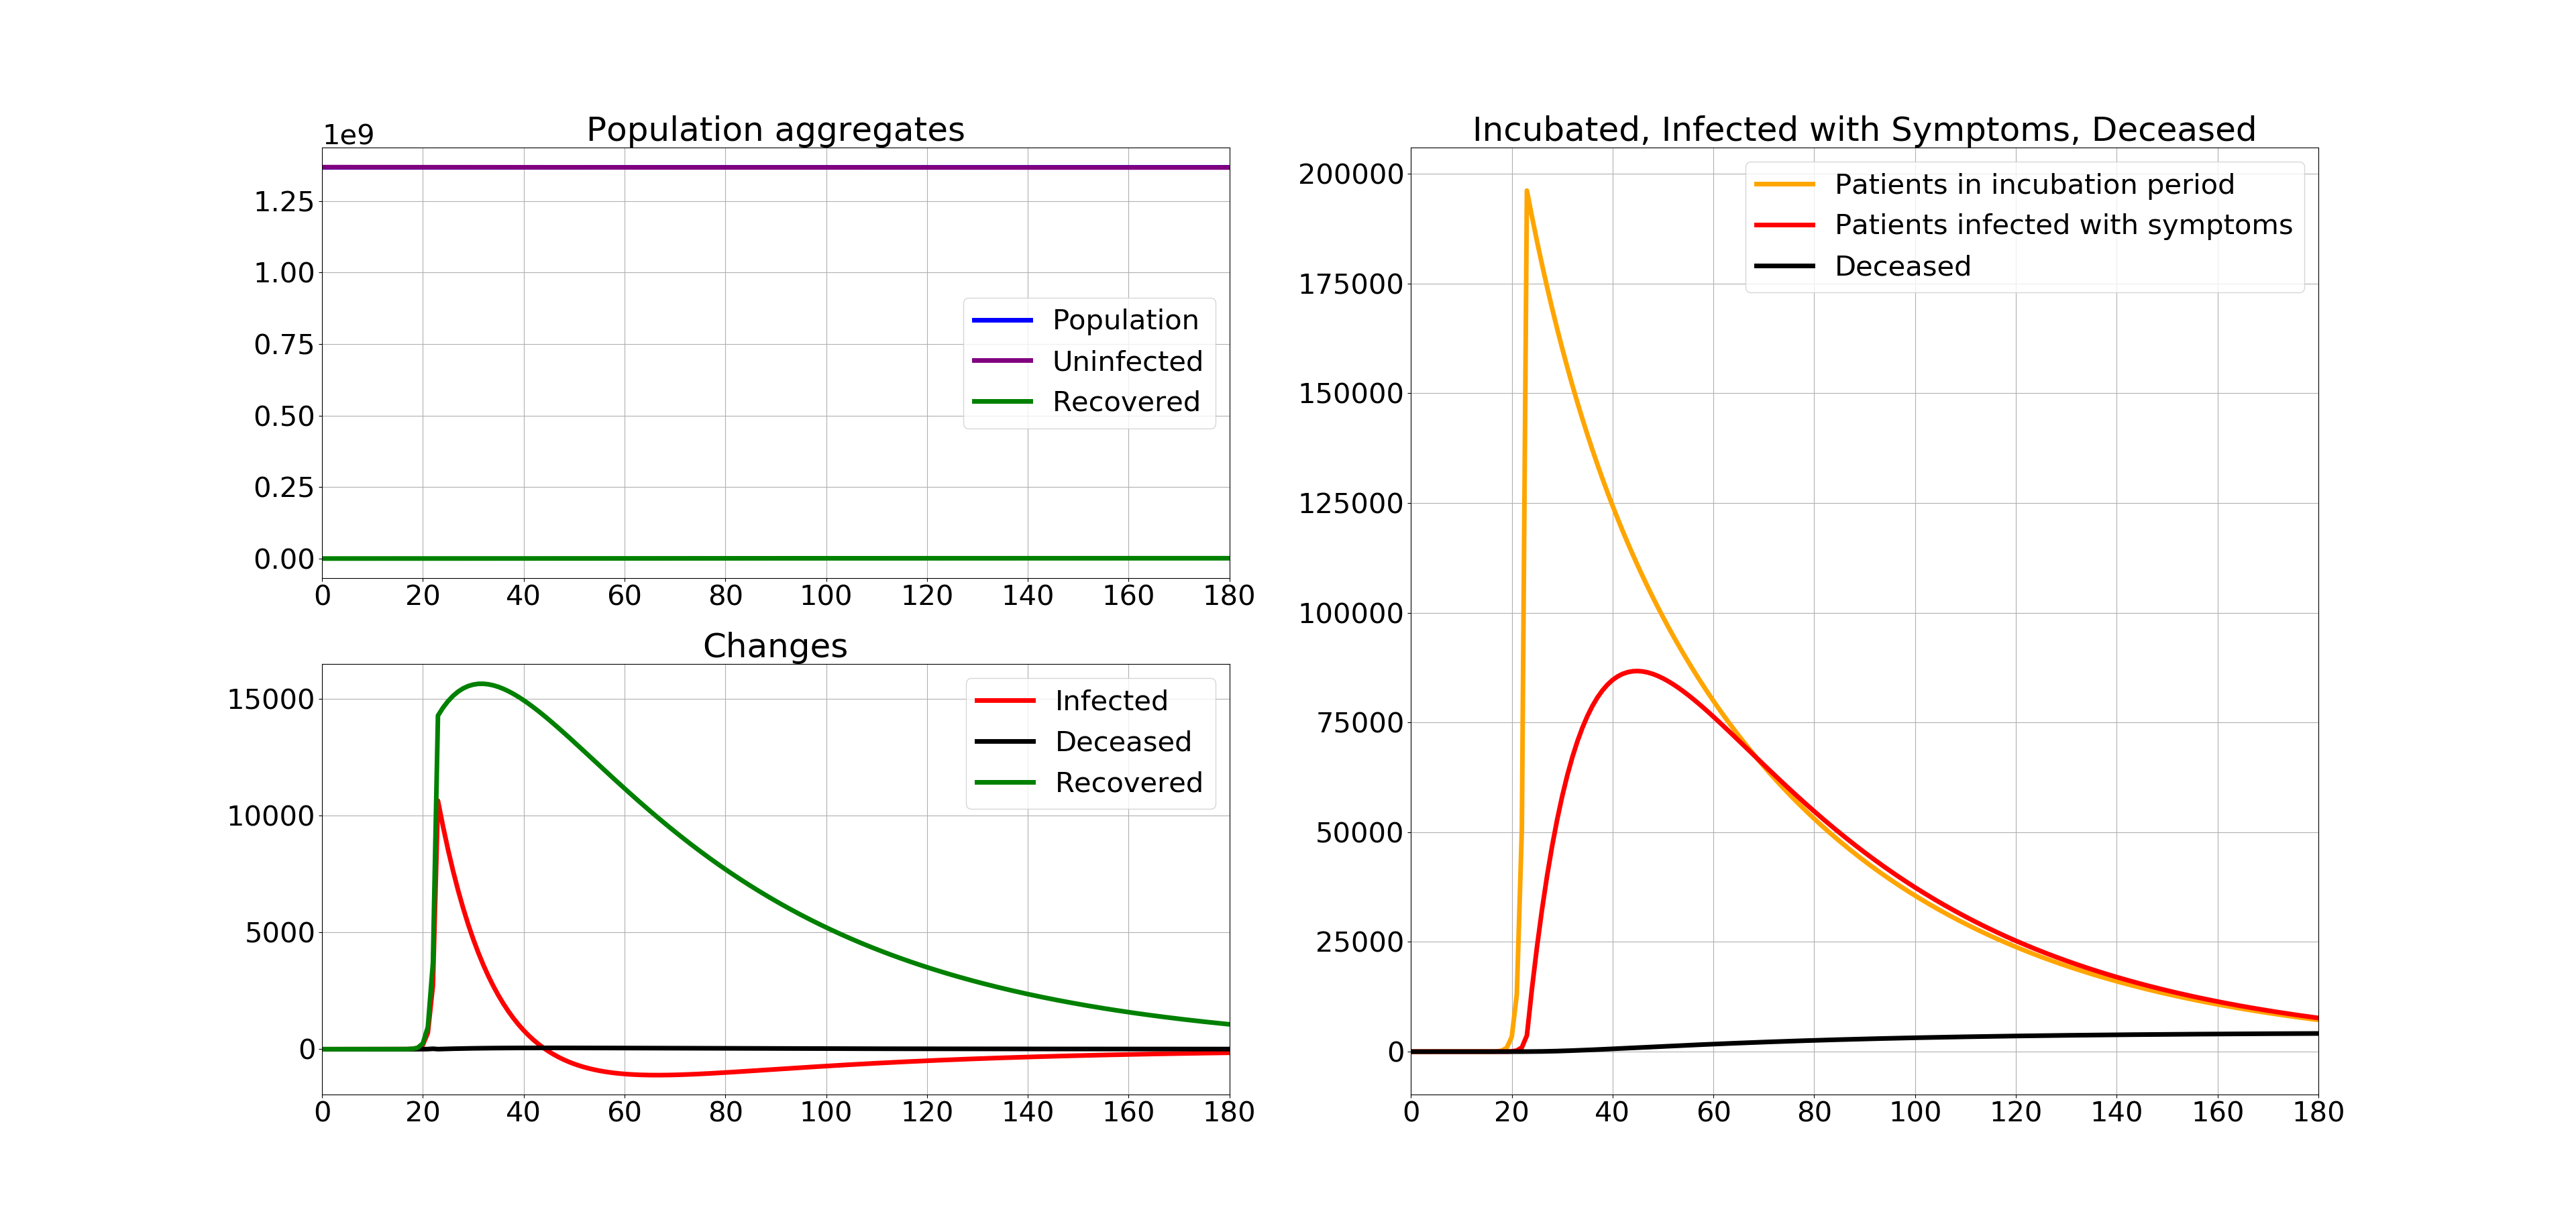 Population aggregates
1e9
1.25
1.00
0.75
0.50
0.25
0.00
Population
Uninfected
Recovered
0 20 40 60 80 100 120 140 160 180
Changes
15000
10000
5000
0
Infected
Deceased
Recovered
0 20 40 60 80 100 120 140 160 180
Incubated, Infected with Symptoms, Deceased
200000
175000
150000
125000
100000
75000
50000
25000
0
Patients in incubation period
Patients infected with symptoms
Deceased
0 20 40 60 80 100 120 140 160 180